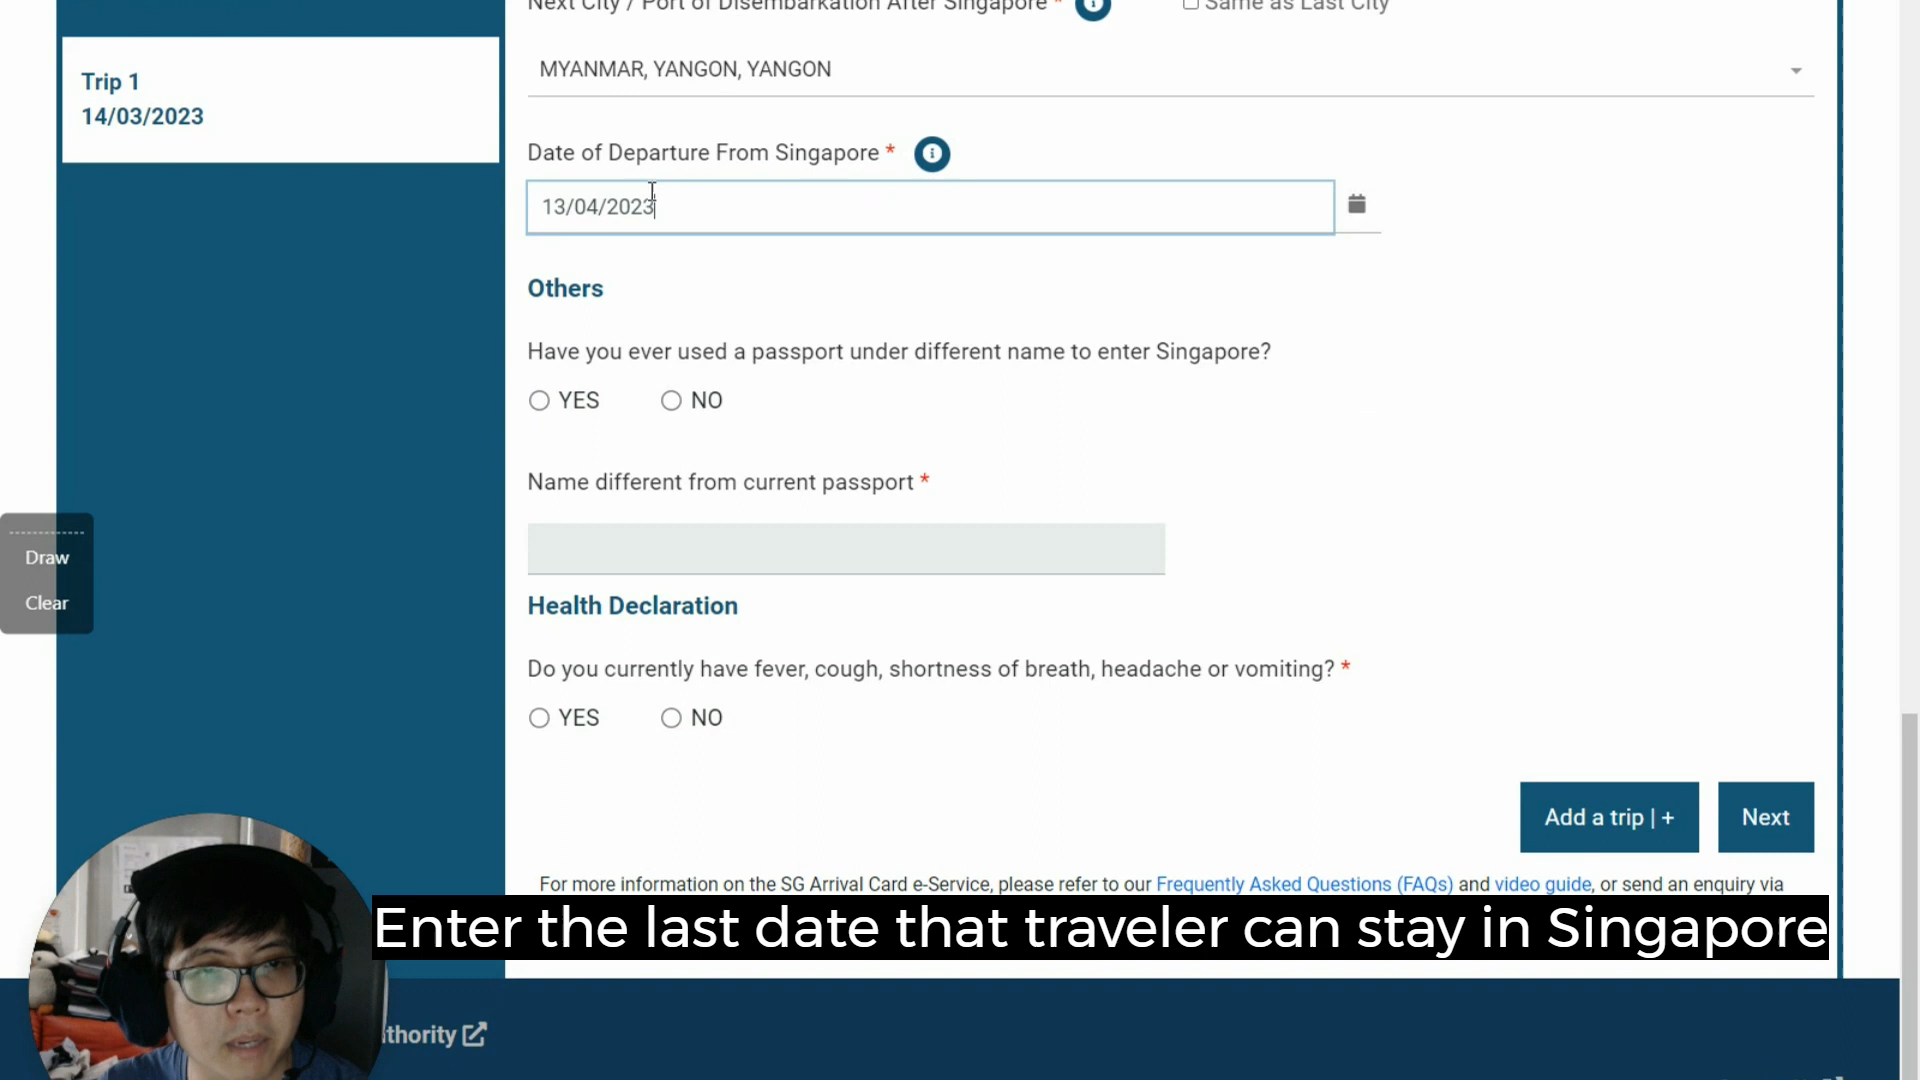 Next City / Port of Disembarkation After Singapore *
Same as Last City
Trip 1
14/03/2023
MYANMAR, YANGON, YANGON
Date of Departure From Singapore *
13/04/2023
Others
Have you ever used a passport under different name to enter Singapore?
YES NO
Name different from current passport *
Draw
Clear
Health Declaration
Do you currently have fever, cough, shortness of breath, headache or vomiting? *
YES NO
Add a trip | + Next
For more information on the SG Arrival Card e-Service, please refer to our Frequently Asked Questions (FAQs) and video guide, or send an enquiry via
Enter the last date that traveler can stay in Singapore
thority